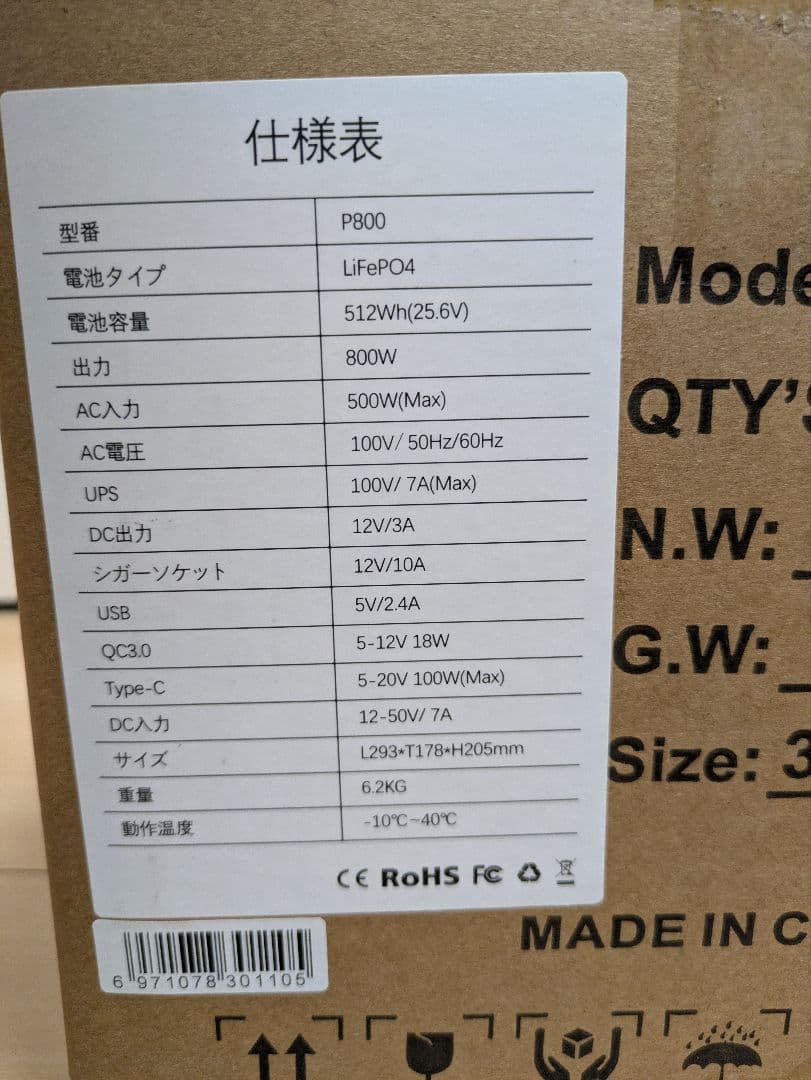 仕様表
型番 P800
電池タイプ LiFePO4
電池容量 512Wh(25.6V)
出力 800W
AC入力 500W(Max)
AC電圧 100V/ 50Hz/60Hz
UPS 100V/ 7A(Max)
DC出力 12V/3A
シガーソケット 12V/10A
USB 5V/2.4A
QC3.0 5-12V 18W
Type-C 5-20V 100W(Max)
DC入力 12-50V/ 7A
サイズ L293*T178*H205mm
重量 6.2KG
動作温度 -10℃~40℃
CE RoHS FC
6 971078 301105
QTY'
N.W:
G.W:
Size: 3
MADE IN C